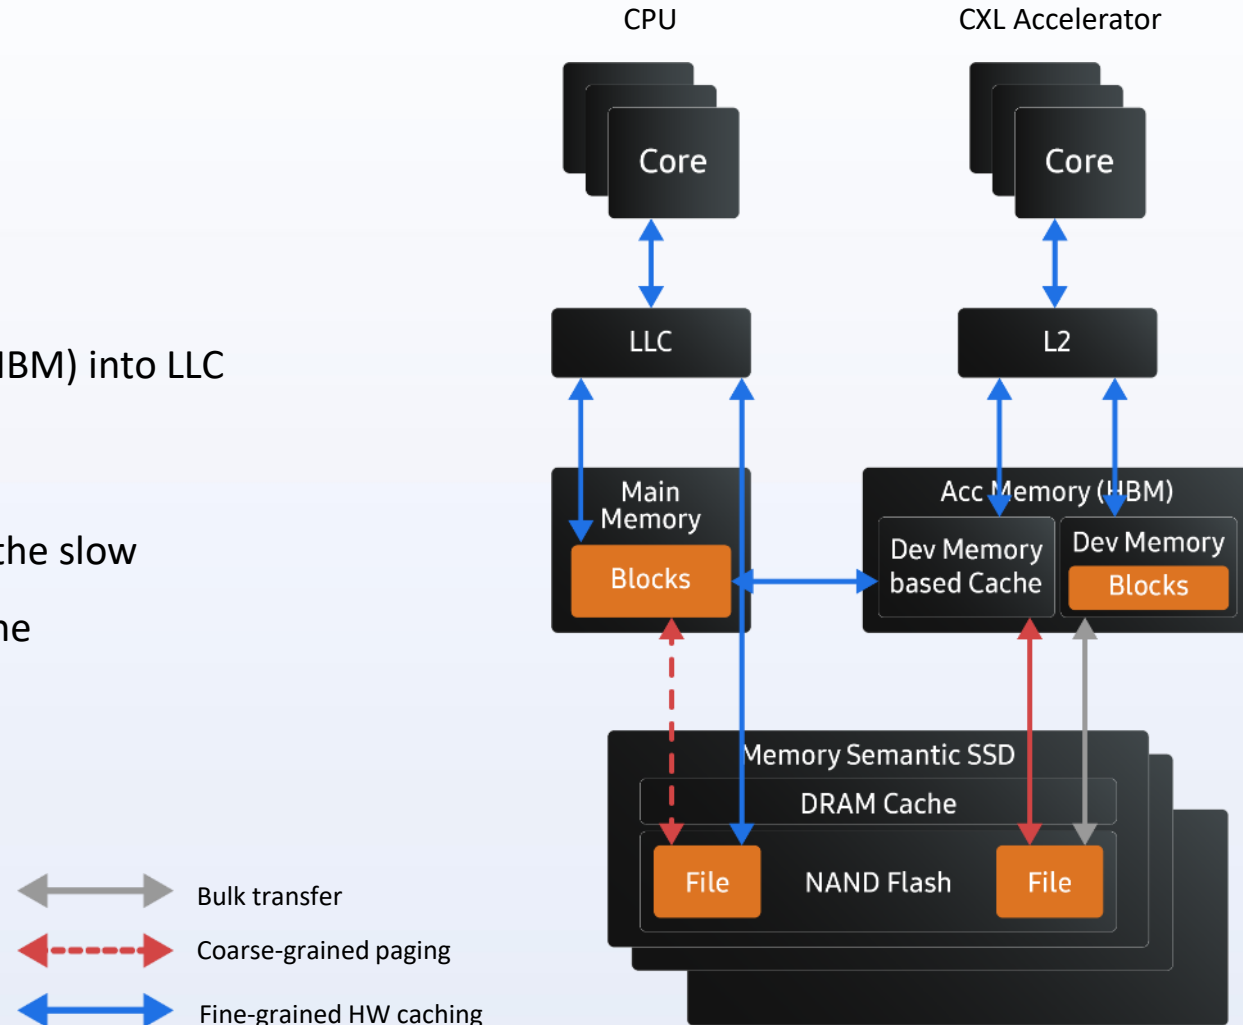 CPU
CXL Accelerator
Core
Core
LLC
L2
HBM) into LLC
the slow
Main
Memory
Blocks
Acc Memory (HBM)
Dev Memory
based Cache
Dev Memory
Blocks
Memory Semantic SSD
DRAM Cache
File
NAND Flash
File
Bulk transfer
Coarse-grained paging
Fine-grained HW caching